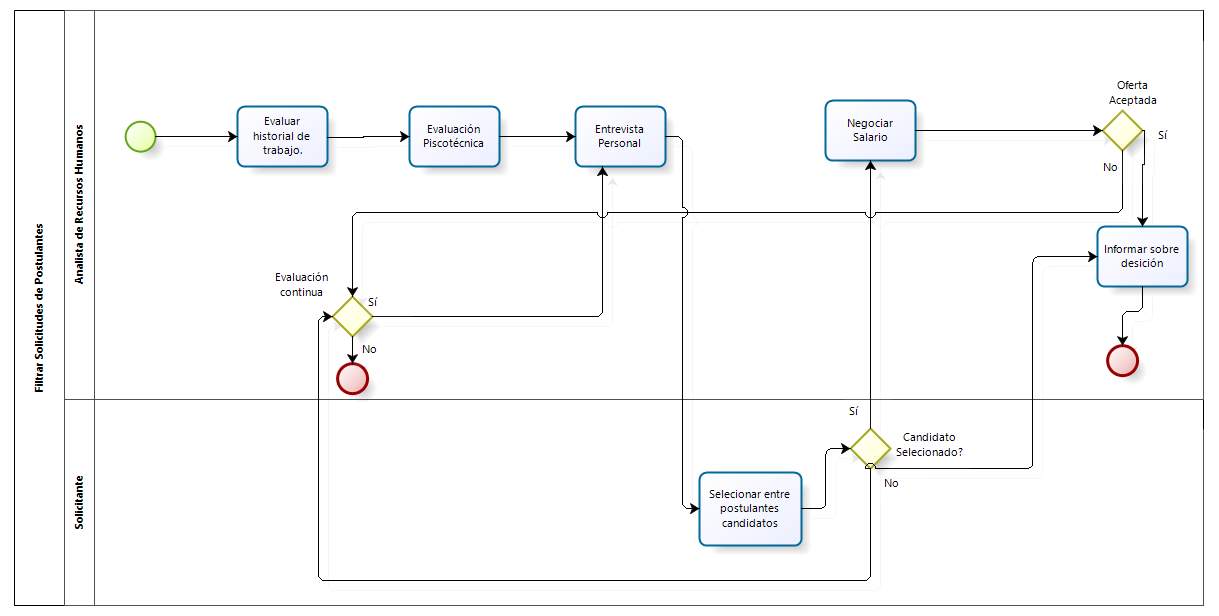 Filtrar Solicitudes de Postulantes
Analista de Recursos Humanos
Evaluar
historial de
trabajo.
Evaluación
Piscotécnica
Entrevista
Personal
Negociar
Salario
Oferta
Aceptada
Sí
No
Informar sobre
desición
Evaluación
continua
Sí
No
Solicitante
Selecionar entre
postulantes
candidatos
Sí
Candidato
Selecionado?
No